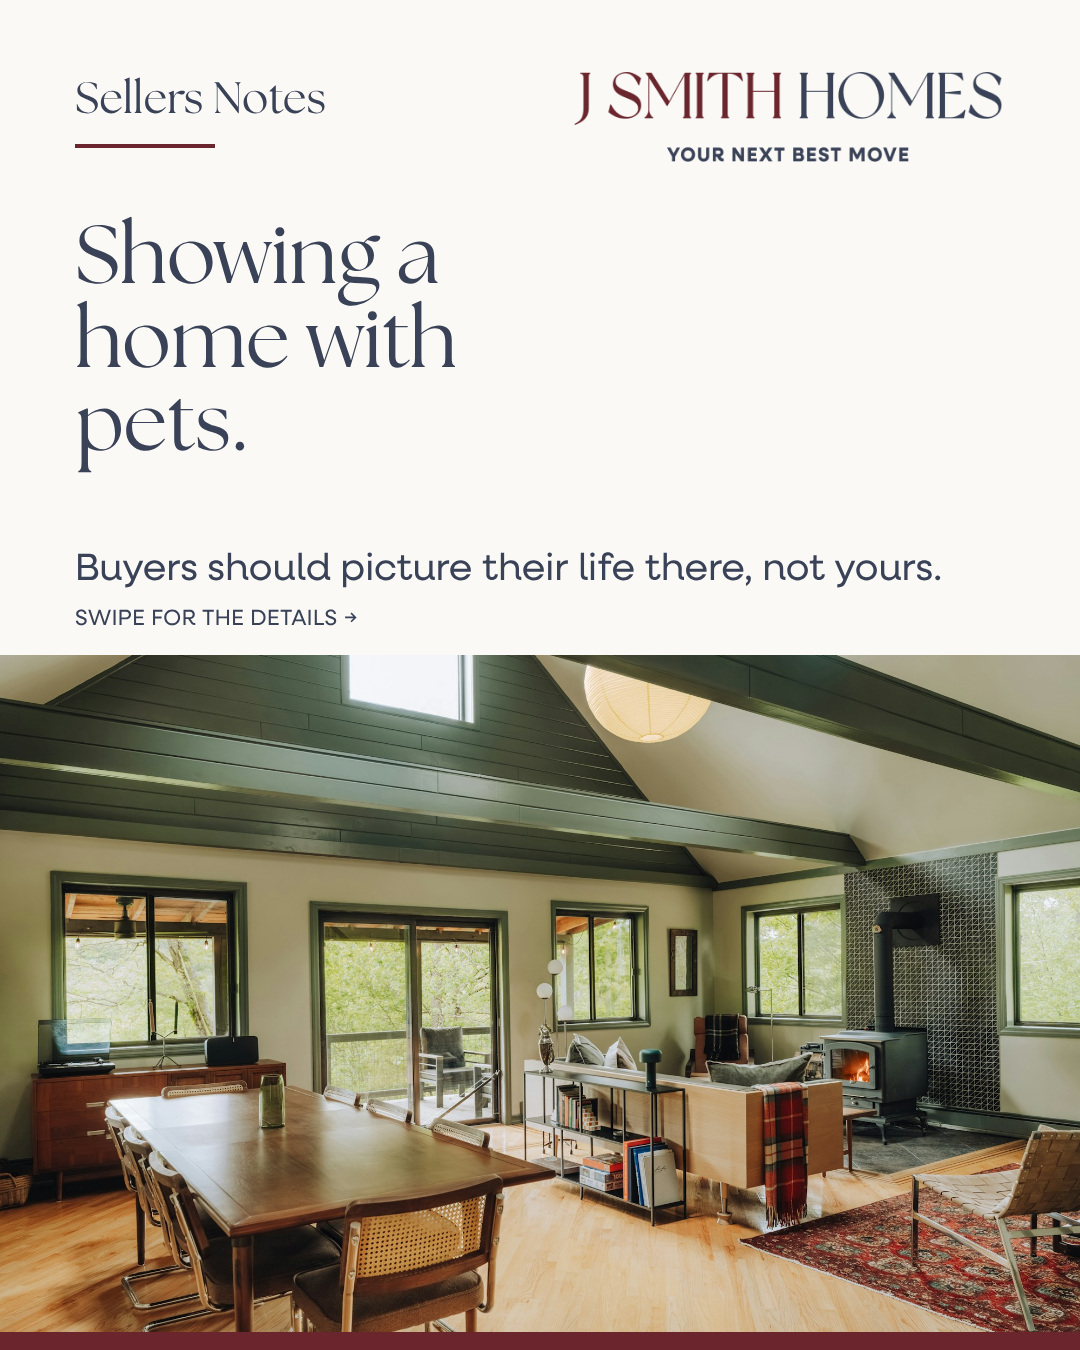 Sellers Notes
J SMITH HOMES
YOUR NEXT BEST MOVE
Showing a
home with
pets.
Buyers should picture their life there, not yours.
SWIPE FOR THE DETAILS →